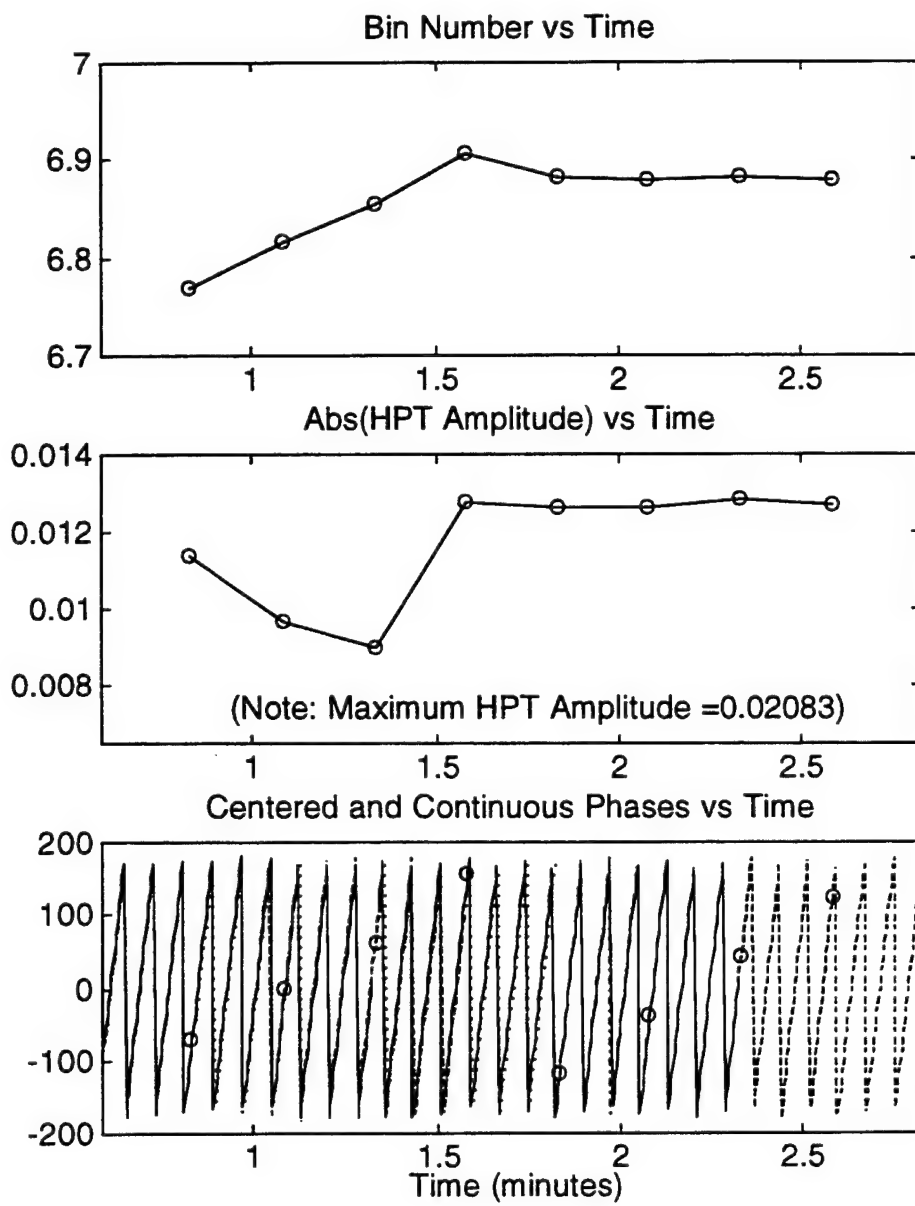 Bin Number vs Time
7
6.9
6.8
6.7
1 1.5 2 2.5
Abs(HPT Amplitude) vs Time
0.014
0.012
0.01
0.008
(Note: Maximum HPT Amplitude =0.02083)
1 1.5 2 2.5
Centered and Continuous Phases vs Time
200
100
0
-100
-200
1 1.5 2 2.5
Time (minutes)